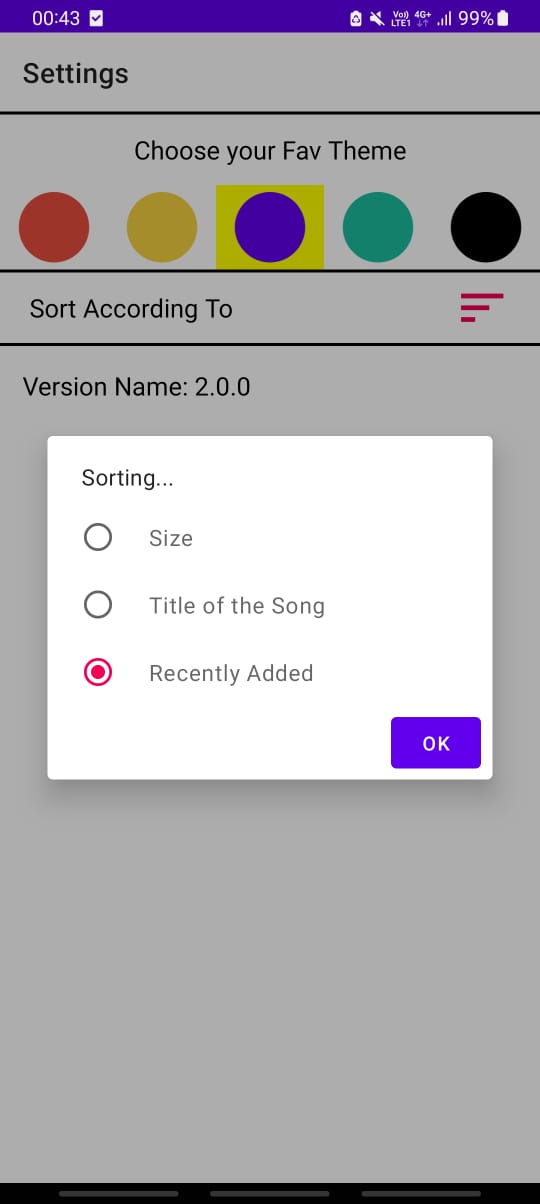 00:43
Vo)) LTE1 4G+ 99%
Settings
Choose your Fav Theme
Sort According To
Version Name: 2.0.0
Sorting...
Size
Title of the Song
Recently Added
OK